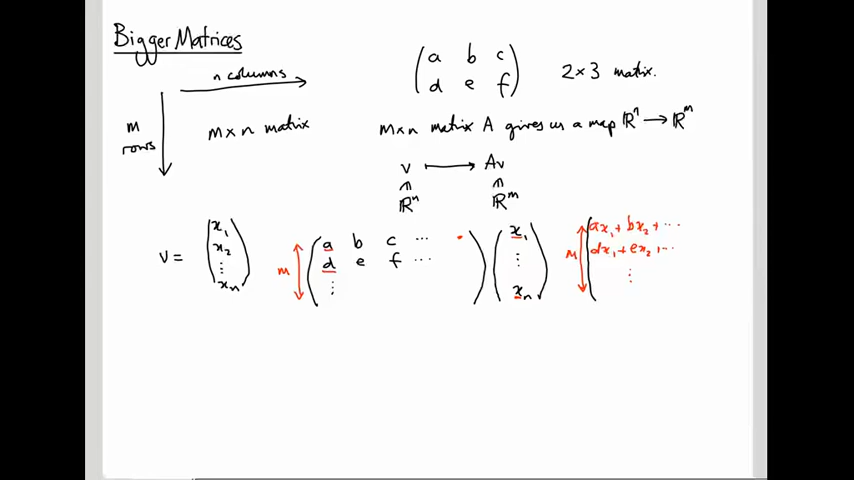 Bigger Matrices
n columns
m rows
m×n matrix
(a b c
d e f)
2×3 matrix.
m×n matrix A gives us a map ℝⁿ → ℝᵐ
v ⟼ Av
ℝⁿ ℝᵐ
v = (x₁
x₂
⋮
xₙ)
m (a b c ⋯
d e f ⋯
⋮ )
(x₁
⋮
xₙ)
m (ax₁ + bx₂ + ⋯
dx₁ + ex₂ + ⋯
⋮